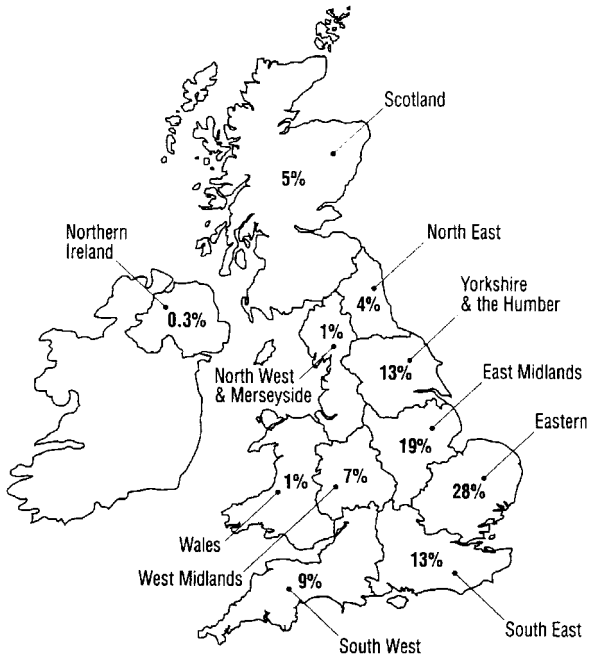 Scotland
5%
Northern
Ireland
North East
Yorkshire
& the Humber
4%
0.3%
1%
North West
& Merseyside
13%
East Midlands
Eastern
19%
1%
7%
28%
Wales
West Midlands
13%
9%
South East
South West